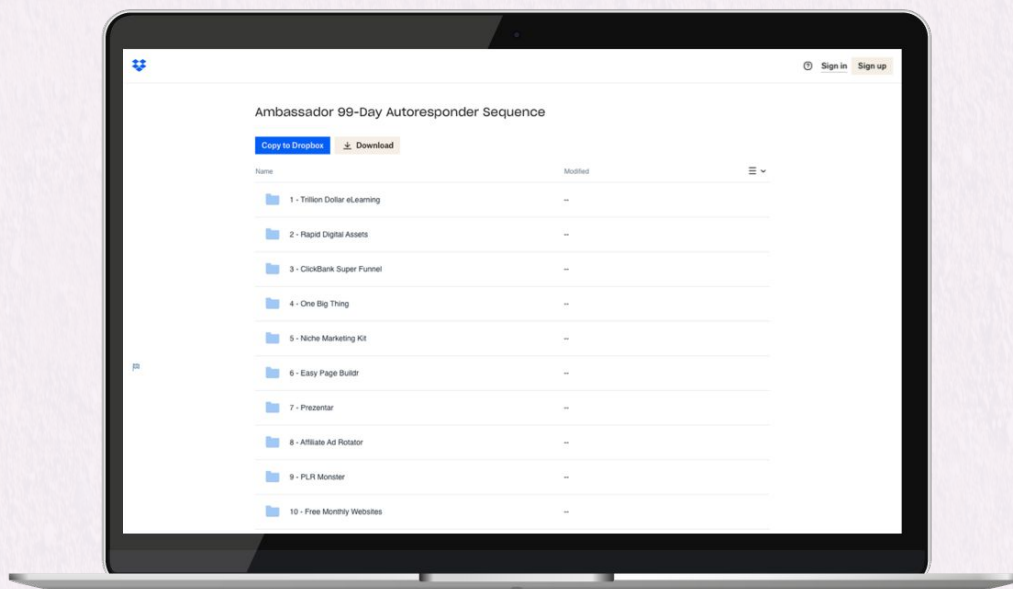 Sign in Sign up
Ambassador 99-Day Autoresponder Sequence
Copy to Dropbox Download
Name Modified
1 - Trillion Dollar eLearning --
2 - Rapid Digital Assets --
3 - ClickBank Super Funnel --
4 - One Big Thing --
5 - Niche Marketing Kit --
6 - Easy Page Buildr --
7 - Prezentar --
8 - Affiliate Ad Rotator --
9 - PLR Monster --
10 - Free Monthly Websites --